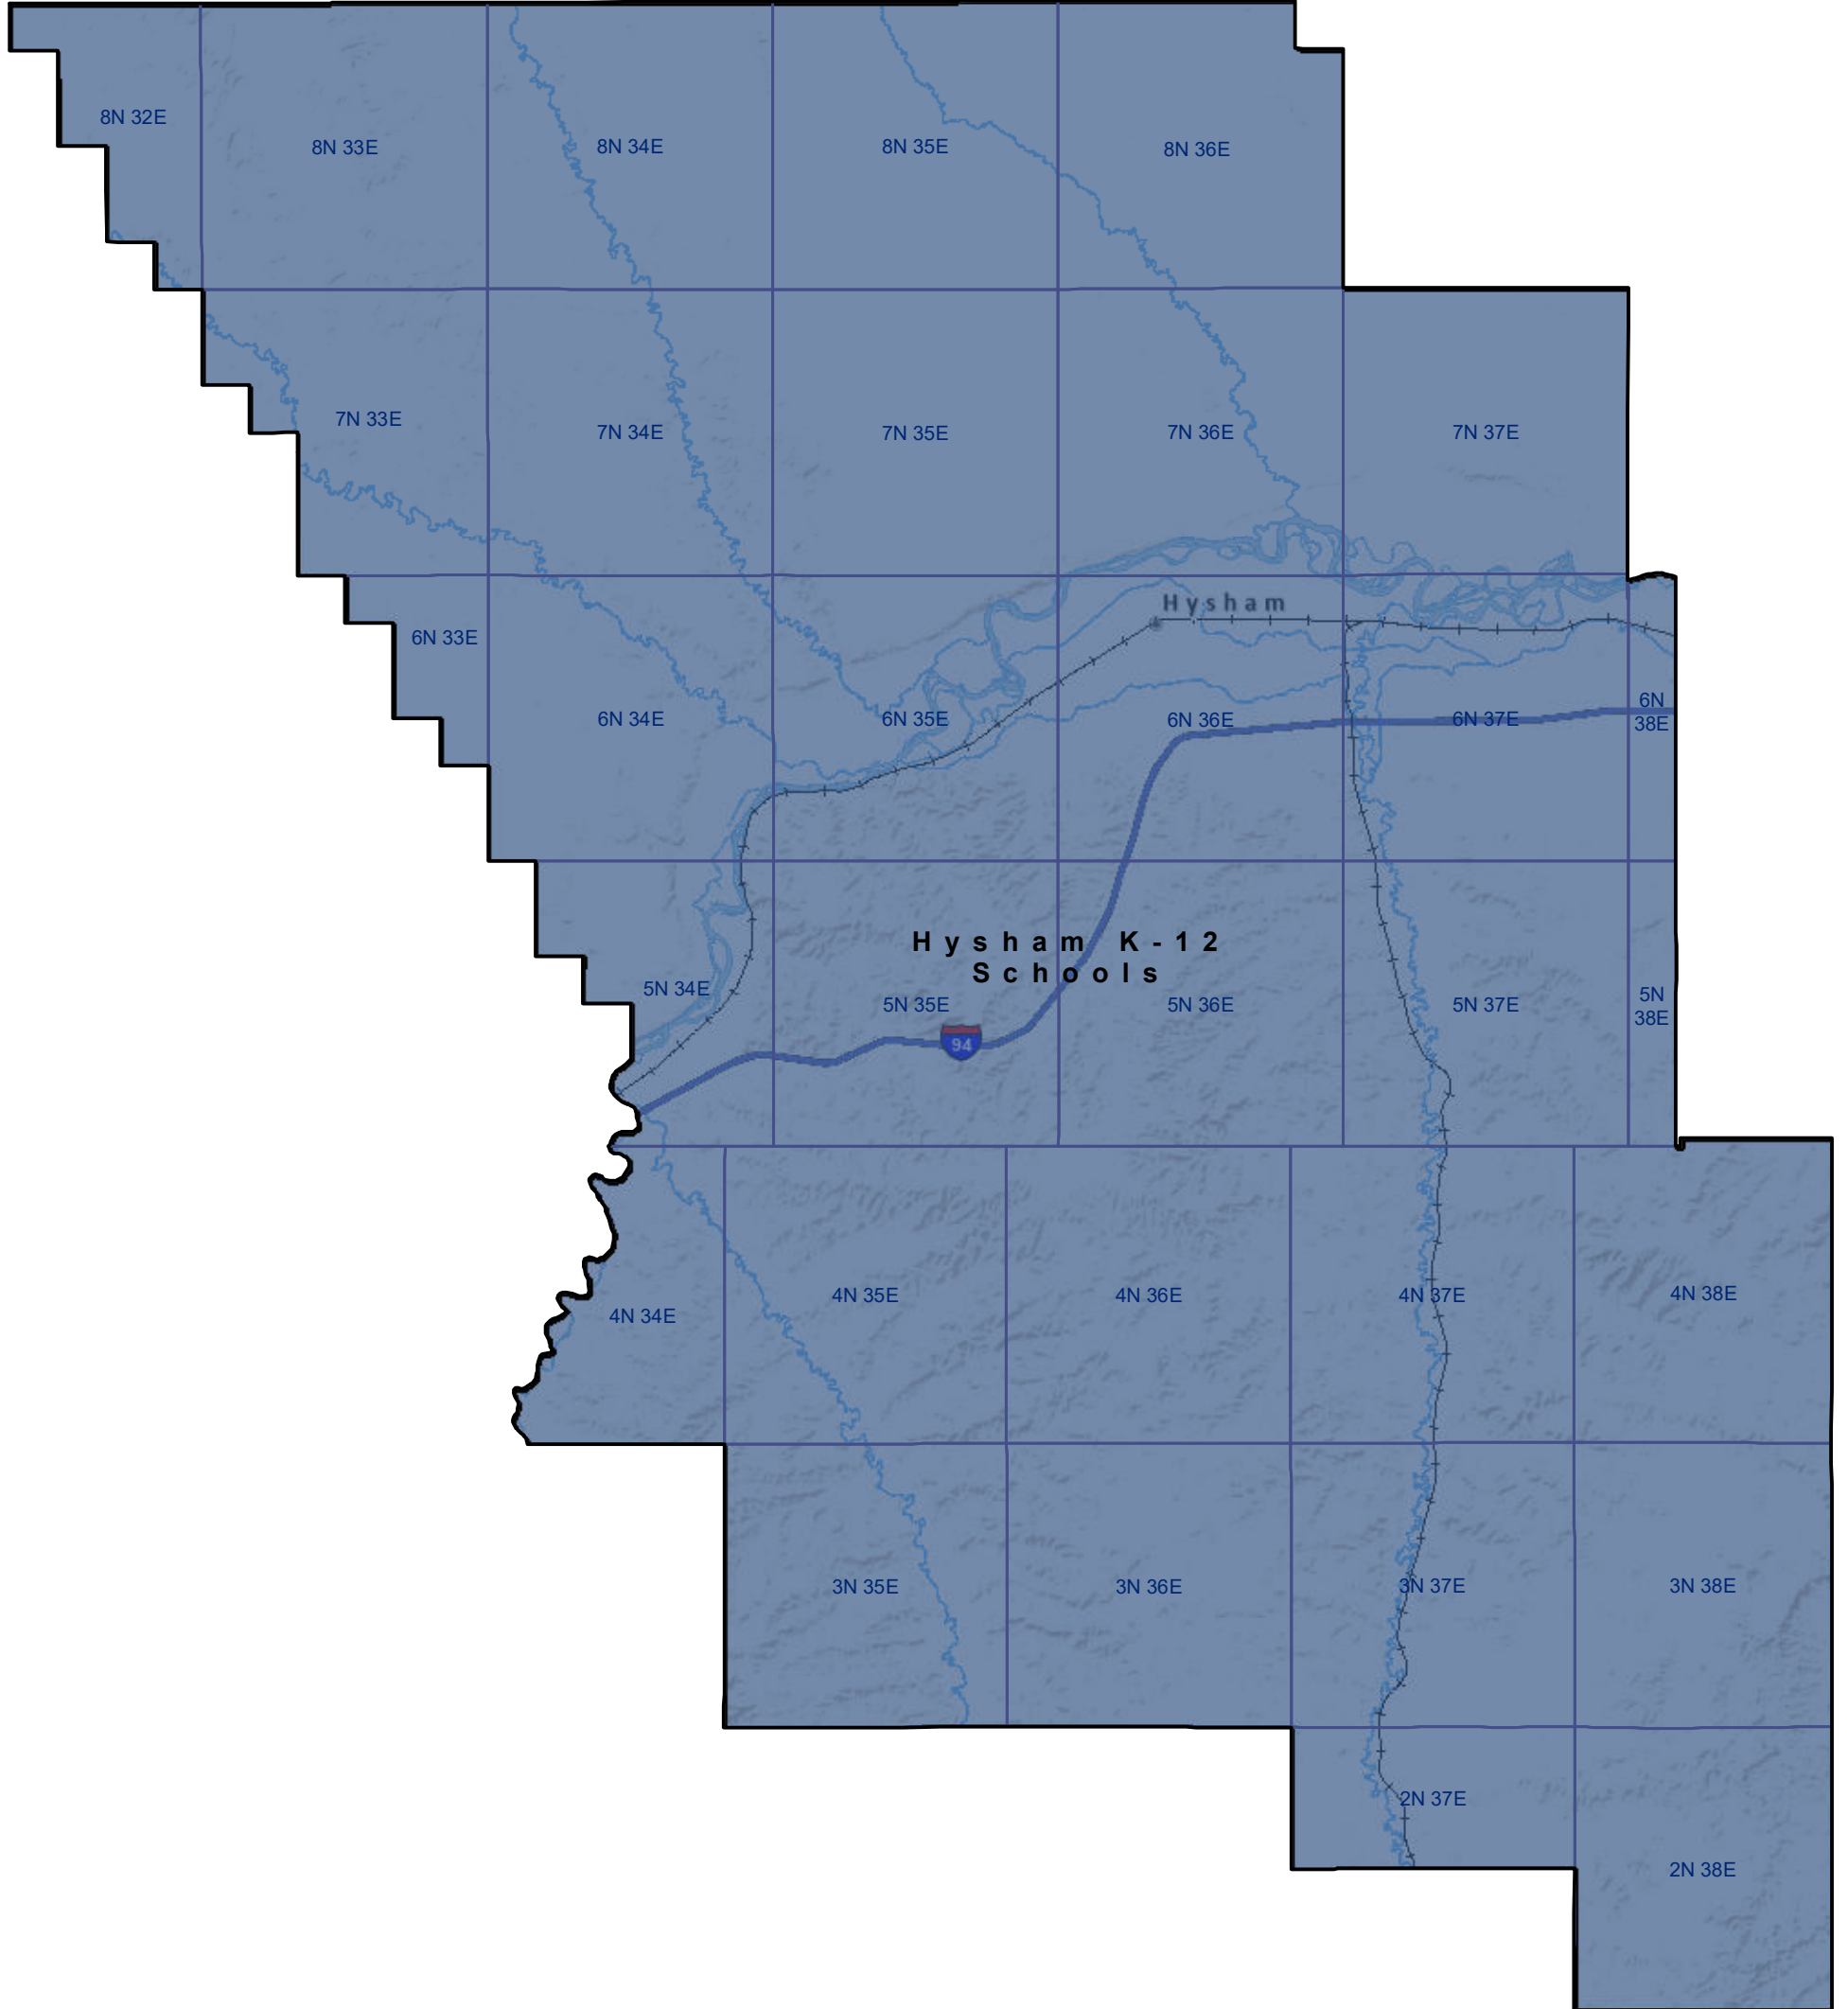 8N 32E
8N 33E
8N 34E
8N 35E
8N 36E
7N 33E
7N 34E
7N 35E
7N 36E
7N 37E
Hysham
6N 33E
6N 34E
6N 35E
6N 36E
6N 37E
6N
38E
Hysham K-12
Schools
5N 34E
5N 35E
5N 36E
5N 37E
5N
38E
94
4N 34E
4N 35E
4N 36E
4N 37E
4N 38E
3N 35E
3N 36E
3N 37E
3N 38E
2N 37E
2N 38E